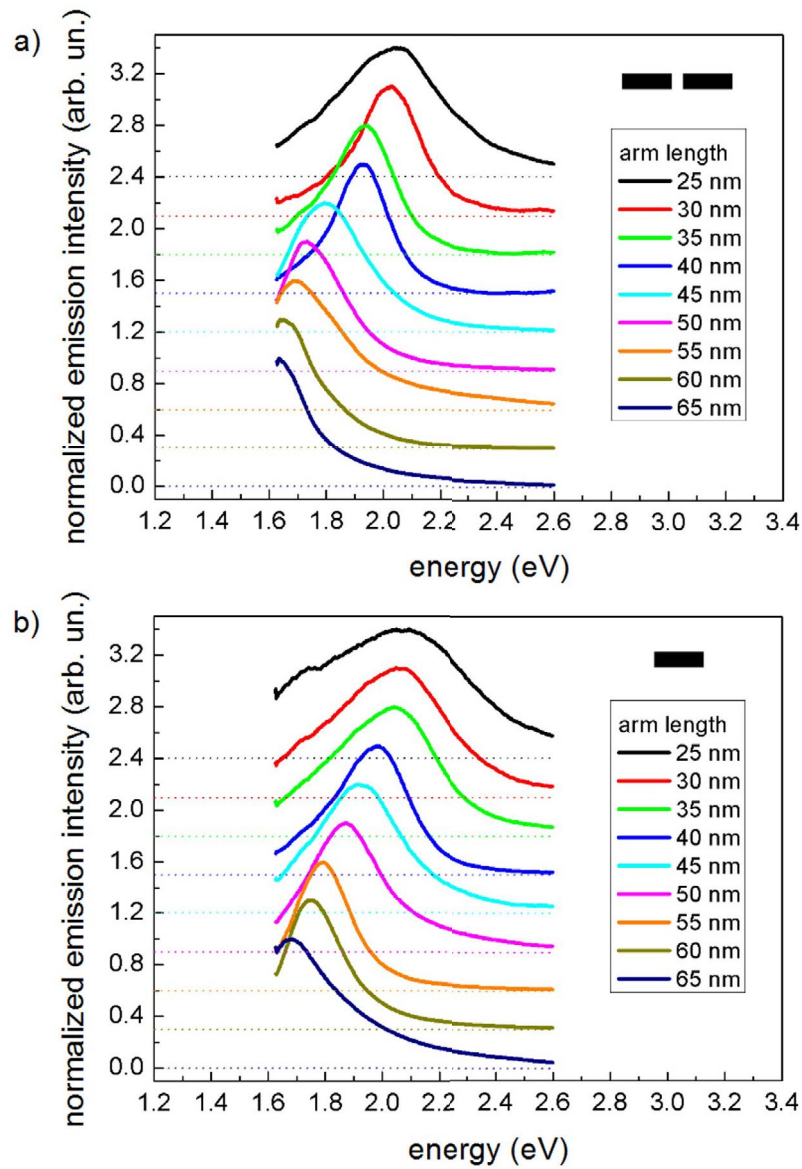 a)
normalized emission intensity (arb. un.)
3.2
2.8
2.4
2.0
1.6
1.2
0.8
0.4
0.0
1.2 1.4 1.6 1.8 2.0 2.2 2.4 2.6 2.8 3.0 3.2 3.4
energy (eV)
arm length
25 nm
30 nm
35 nm
40 nm
45 nm
50 nm
55 nm
60 nm
65 nm
b)
normalized emission intensity (arb. un.)
3.2
2.8
2.4
2.0
1.6
1.2
0.8
0.4
0.0
1.2 1.4 1.6 1.8 2.0 2.2 2.4 2.6 2.8 3.0 3.2 3.4
energy (eV)
arm length
25 nm
30 nm
35 nm
40 nm
45 nm
50 nm
55 nm
60 nm
65 nm